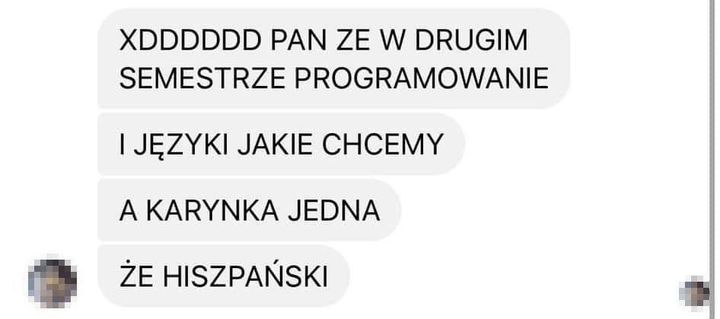 XDDDDDD PAN ZE W DRUGIM
SEMESTRZE PROGRAMOWANIE
I JĘZYKI JAKIE CHCEMY
A KARYNKA JEDNA
ŻE HISZPAŃSKI